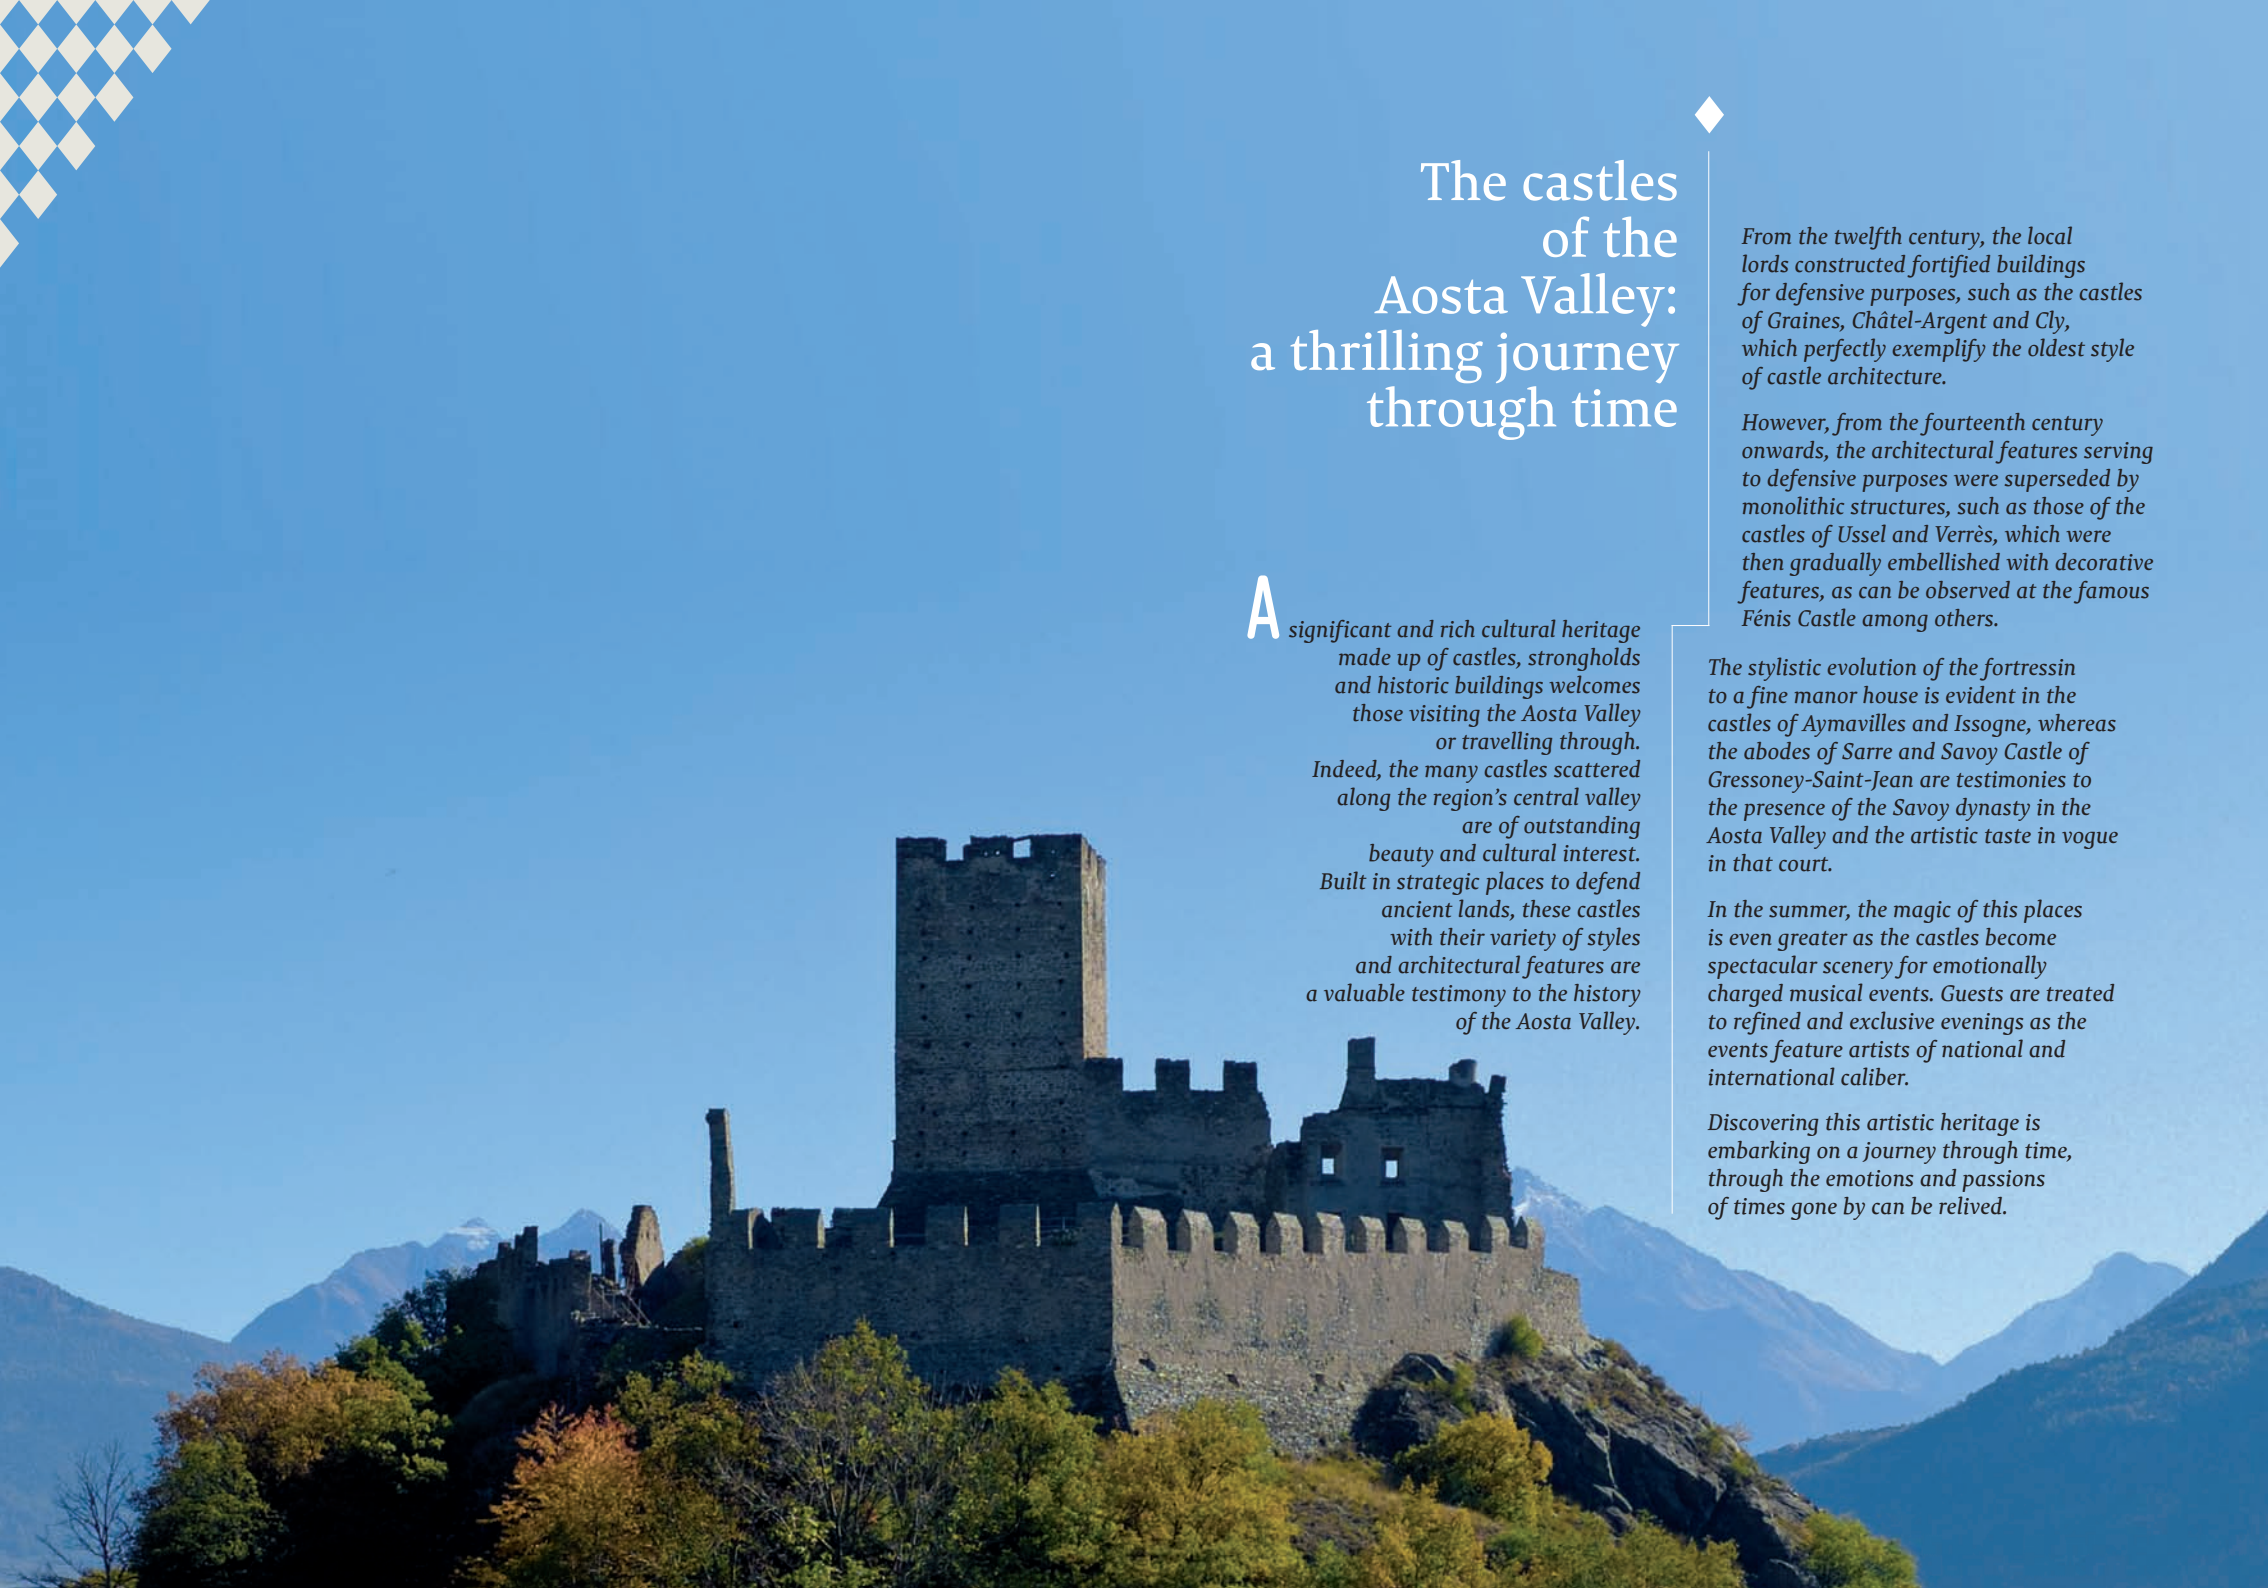 The castles
of the
Aosta Valley:
a thrilling journey
through time
A significant and rich cultural heritage
made up of castles, strongholds
and historic buildings welcomes
those visiting the Aosta Valley
or travelling through.
Indeed, the many castles scattered
along the region's central valley
are of outstanding
beauty and cultural interest.
Built in strategic places to defend
ancient lands, these castles
with their variety of styles
and architectural features are
a valuable testimony to the history
of the Aosta Valley.
From the twelfth century, the local
lords constructed fortified buildings
for defensive purposes, such as the castles
of Graines, Châtel-Argent and Cly,
which perfectly exemplify the oldest style
of castle architecture.
However, from the fourteenth century
onwards, the architectural features serving
to defensive purposes were superseded by
monolithic structures, such as those of the
castles of Ussel and Verrès, which were
then gradually embellished with decorative
features, as can be observed at the famous
Fénis Castle among others.
The stylistic evolution of the fortressin
to a fine manor house is evident in the
castles of Aymavilles and Issogne, whereas
the abodes of Sarre and Savoy Castle of
Gressoney-Saint-Jean are testimonies to
the presence of the Savoy dynasty in the
Aosta Valley and the artistic taste in vogue
in that court.
In the summer, the magic of this places
is even greater as the castles become
spectacular scenery for emotionally
charged musical events. Guests are treated
to refined and exclusive evenings as the
events feature artists of national and
international caliber.
Discovering this artistic heritage is
embarking on a journey through time,
through the emotions and passions
of times gone by can be relived.